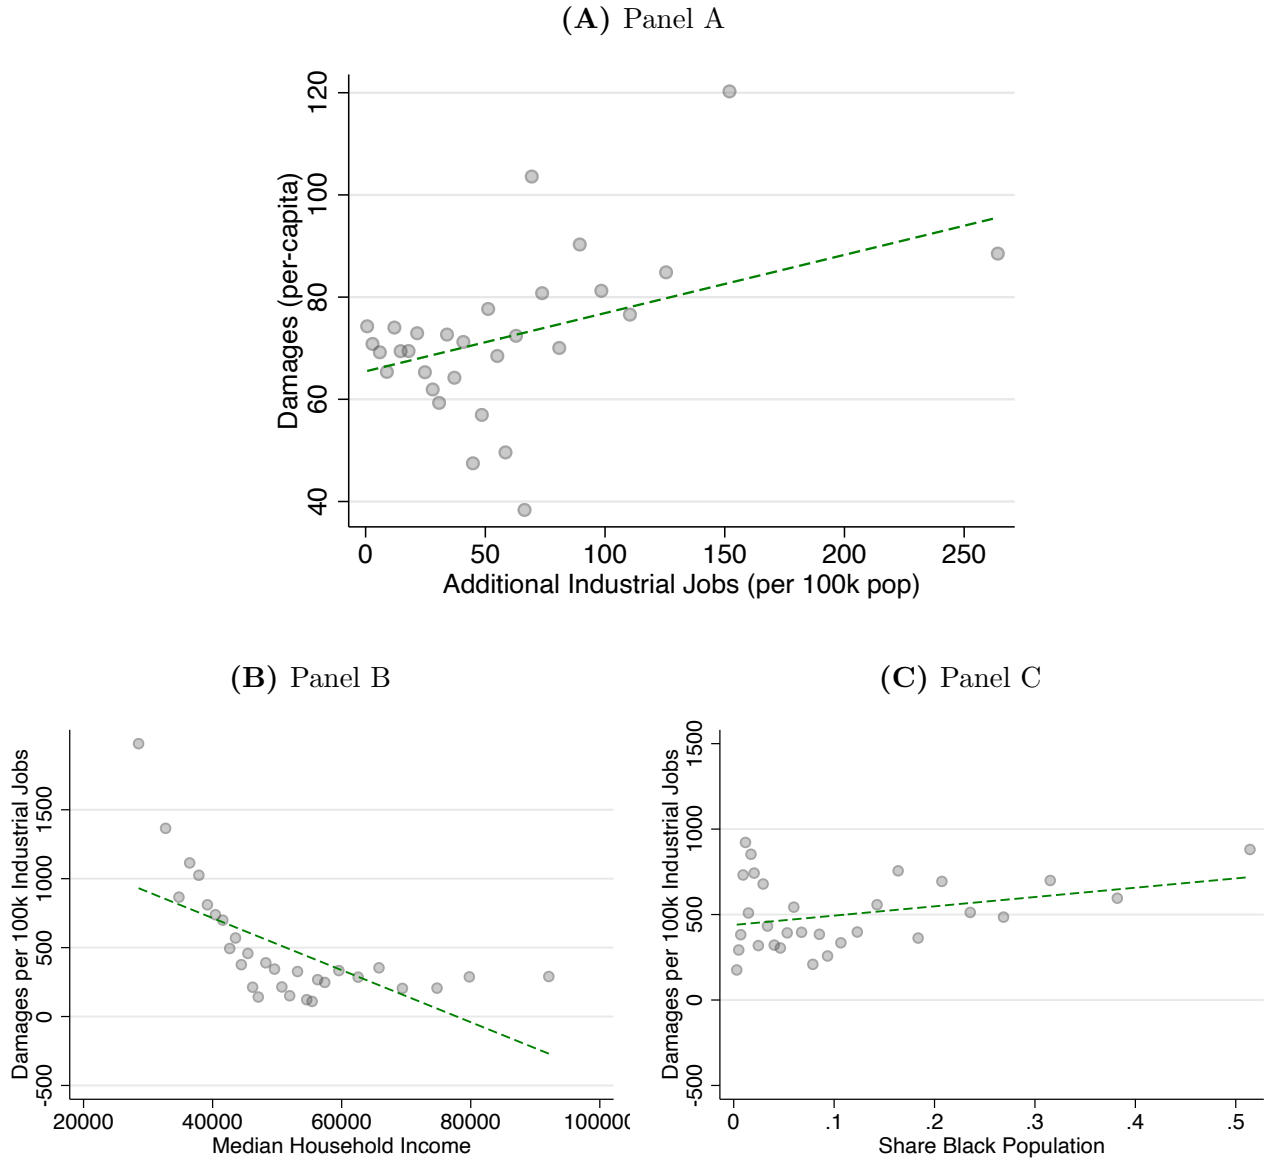 (A) Panel A
120
100
80
60
40
Damages (per-capita)
0 50 100 150 200 250
Additional Industrial Jobs (per 100k pop)
(B) Panel B
1500
1000
500
0
-500
Damages per 100k Industrial Jobs
20000 40000 60000 80000 100000
Median Household Income
(C) Panel C
1500
1000
500
0
-500
Damages per 100k Industrial Jobs
0 .1 .2 .3 .4 .5
Share Black Population